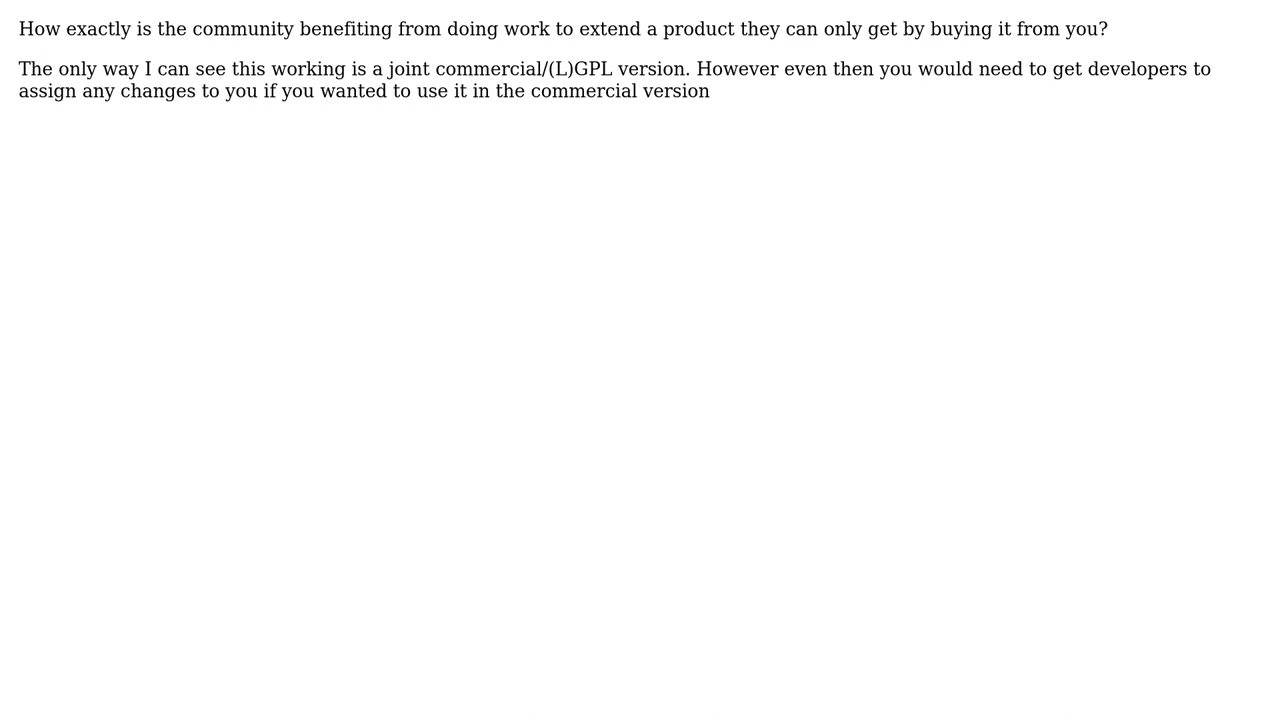 How exactly is the community benefiting from doing work to extend a product they can only get by buying it from you?
The only way I can see this working is a joint commercial/(L)GPL version. However even then you would need to get developers to
assign any changes to you if you wanted to use it in the commercial version